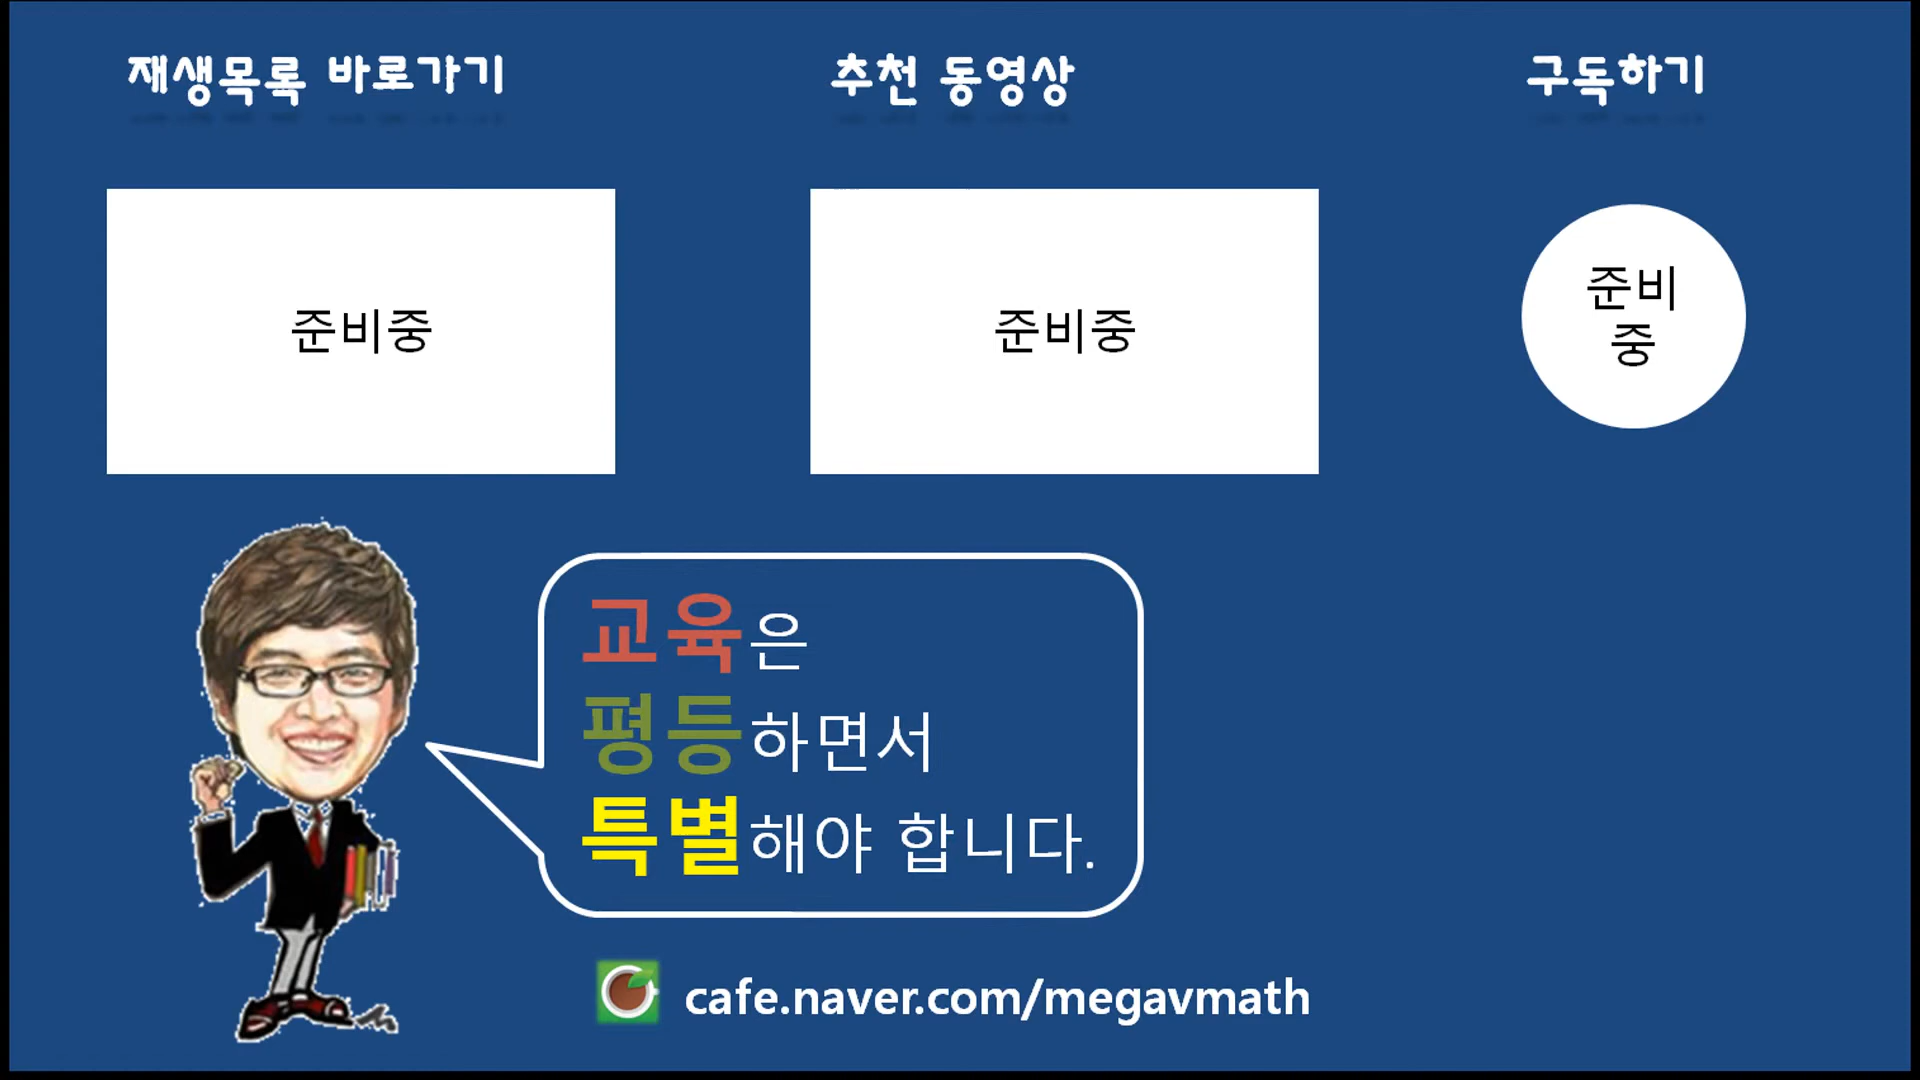 재생목록 바로가기
추천 동영상
구독하기
준비중
준비중
준비
중
교육은
평등하면서
특별해야 합니다.
cafe.naver.com/megavmath